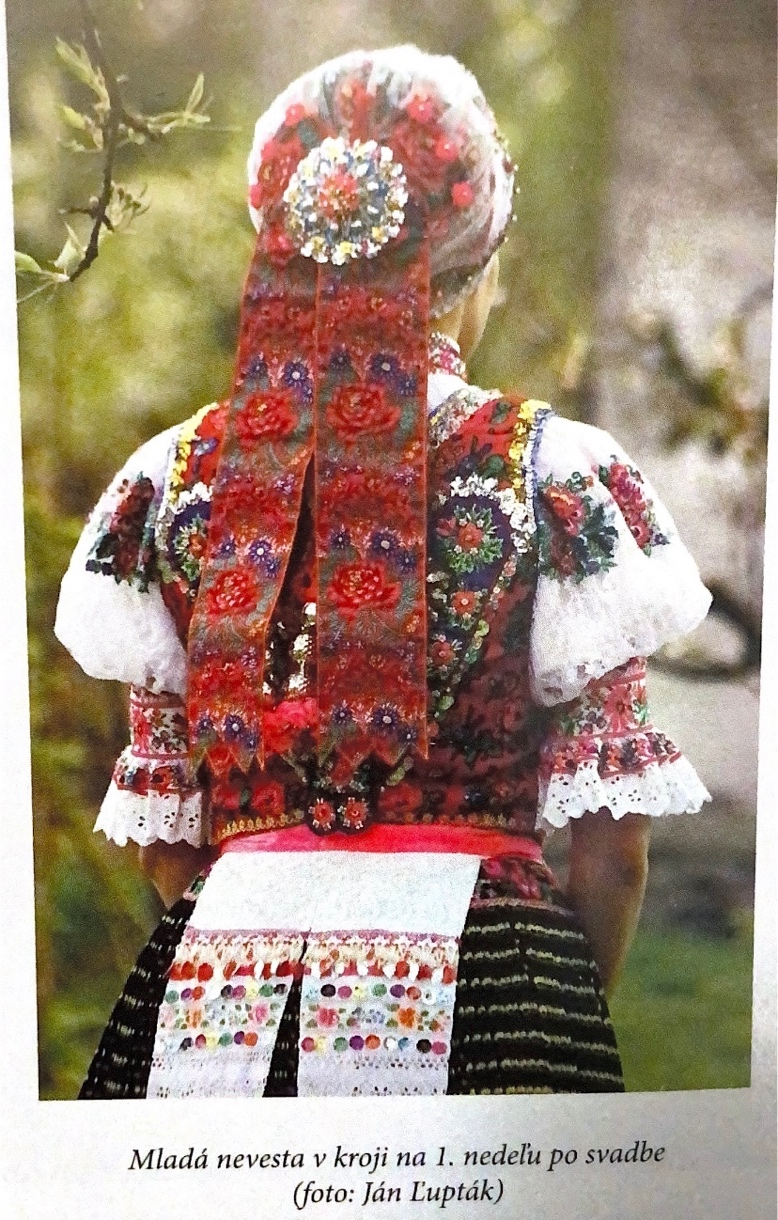 Mladá nevesta v kroji na 1. nedeľu po svadbe
(foto: Ján Ľupták)